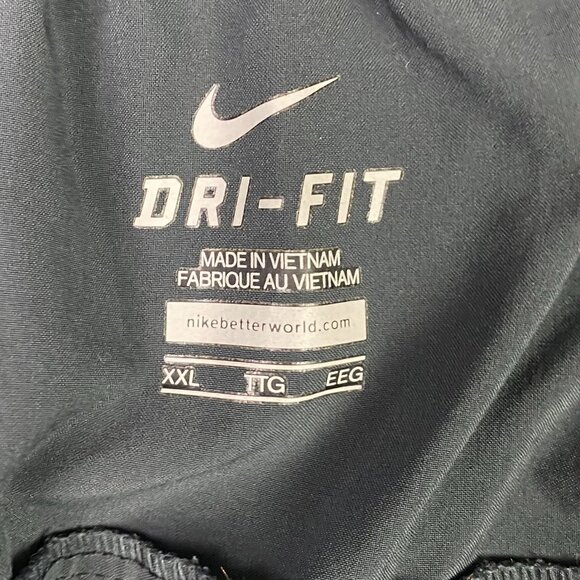 DRI-FIT
MADE IN VIETNAM
FABRIQUE AU VIETNAM
nikebetterworld.com
XXL TTG EEG